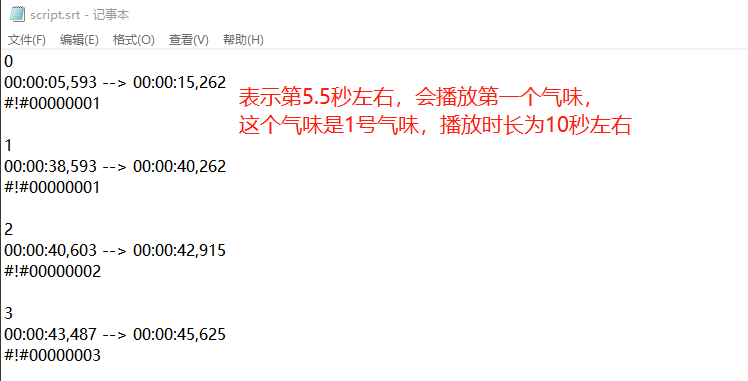 script.srt - 记事本
文件(F) 编辑(E) 格式(O) 查看(V) 帮助(H)
0
00:00:05,593 --> 00:00:15,262
#!#00000001
表示第5.5秒左右，会播放第一个气味，
这个气味是1号气味，播放时长为10秒左右
1
00:00:38,593 --> 00:00:40,262
#!#00000001
2
00:00:40,603 --> 00:00:42,915
#!#00000002
3
00:00:43,487 --> 00:00:45,625
#!#00000003